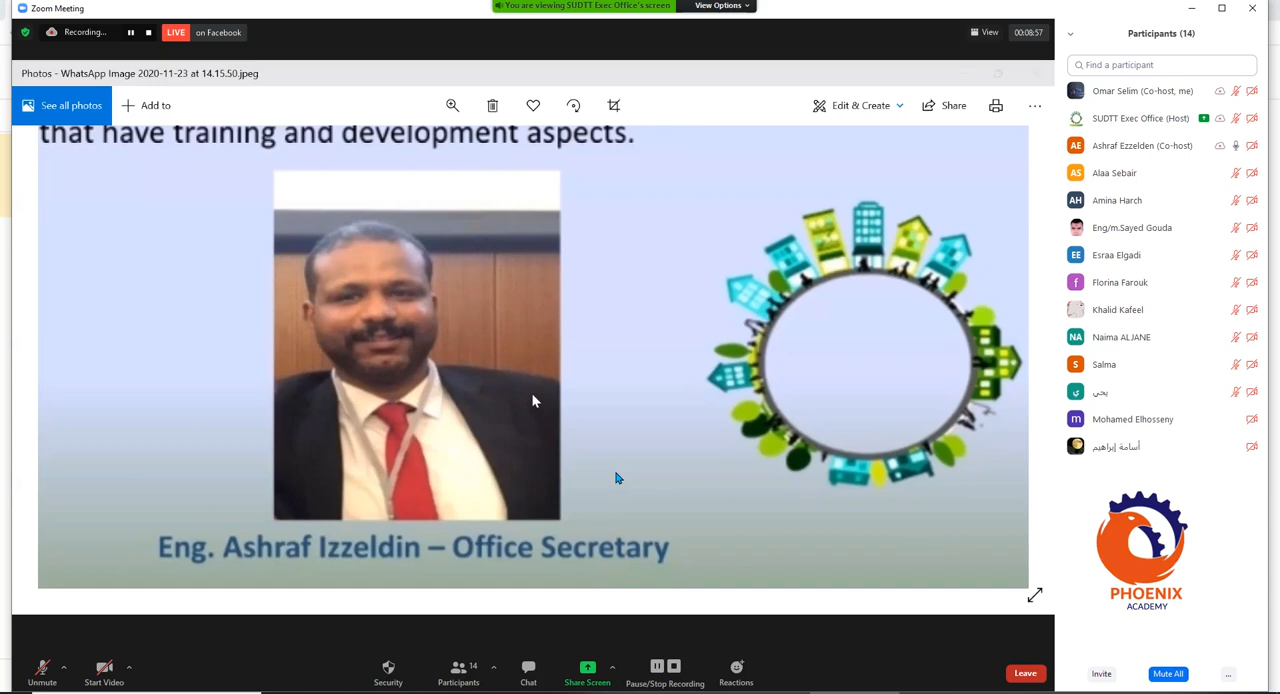 Zoom Meeting
You are viewing SUDTT Exec Office's screen View Options
Recording... LIVE on Facebook View 00:08:57
Photos - WhatsApp Image 2020-11-23 at 14.15.50.jpeg
See all photos Add to Edit & Create Share
that have training and development aspects.
Eng. Ashraf Izzeldin – Office Secretary
Participants (14)
Find a participant
Omar Selim (Co-host, me)
SUDTT Exec Office (Host)
AE Ashraf Ezzelden (Co-host)
AS Alaa Sebair
AH Amina Harch
Eng/m.Sayed Gouda
EE Esraa Elgadi
f Florina Farouk
Khalid Kafeel
NA Naima ALJANE
S Salma
ي يحي
m Mohamed Elhosseny
أسامة إبراهيم
PHOENIX
ACADEMY
Invite Mute All ...
Unmute Start Video Security Participants 14 Chat Share Screen Pause/Stop Recording Reactions Leave